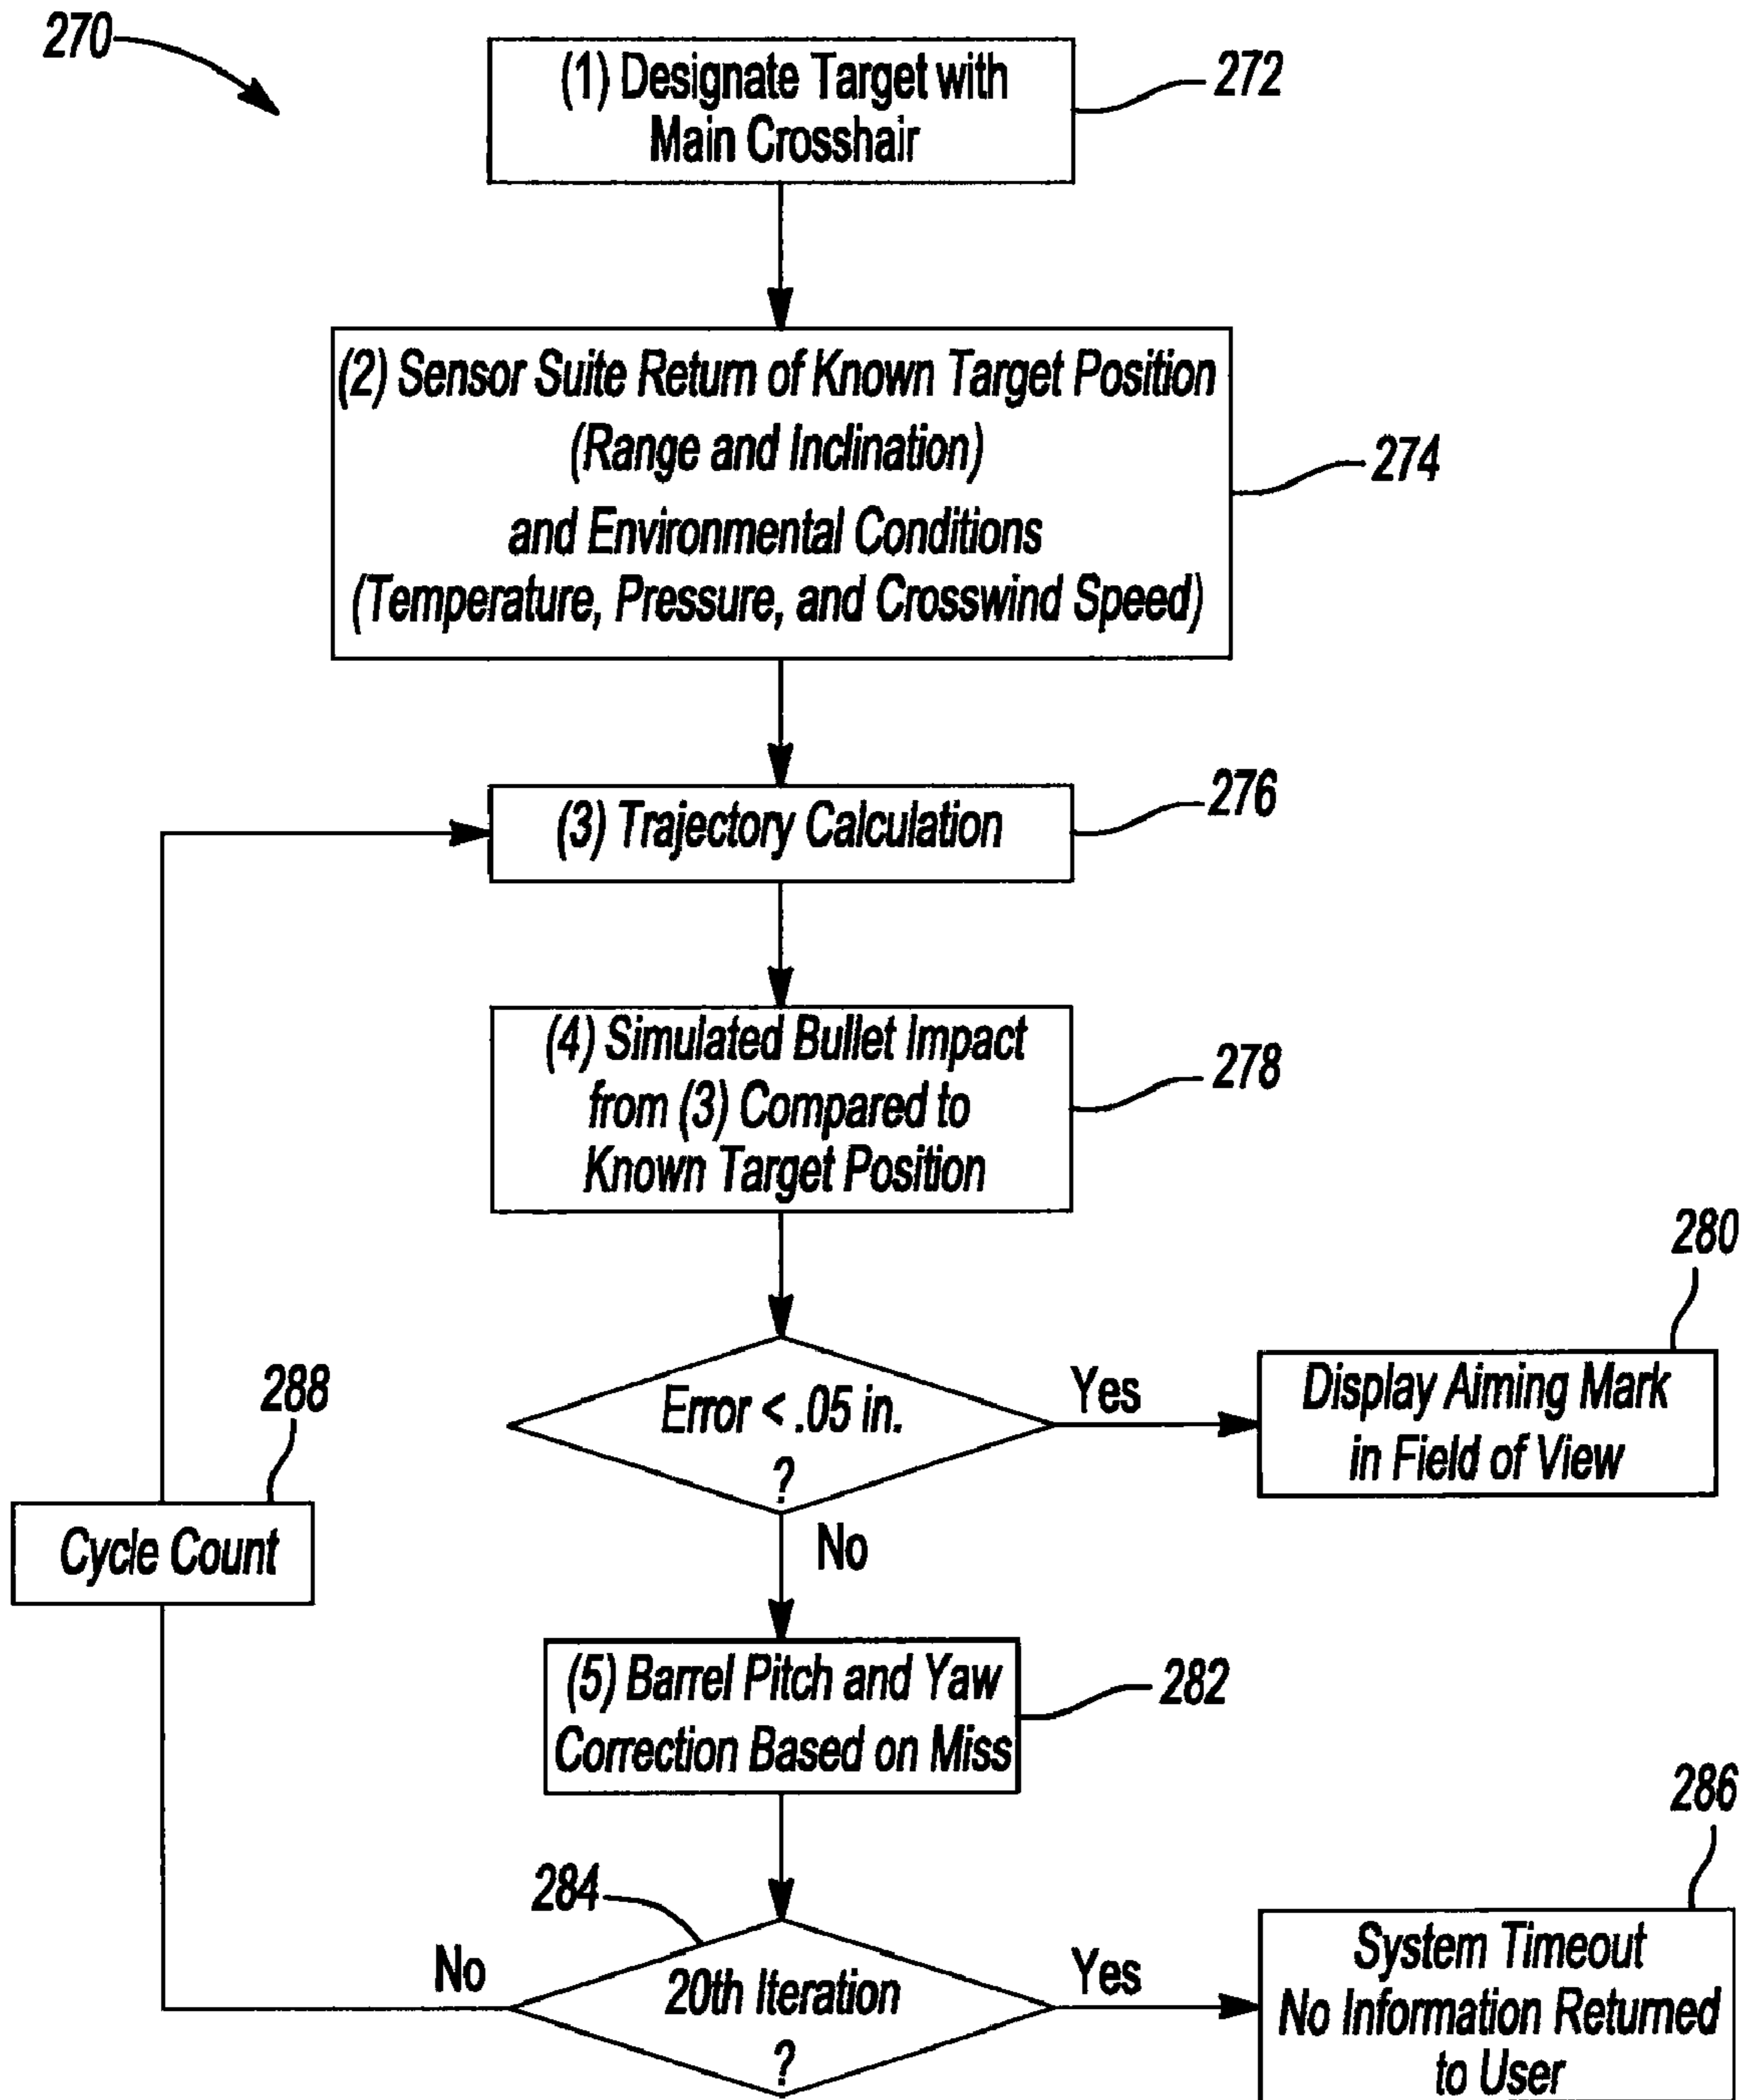 270
(1) Designate Target with
Main Crosshair
272
(2) Sensor Suite Return of Known Target Position
(Range and Inclination)
and Environmental Conditions
(Temperature, Pressure, and Crosswind Speed)
274
(3) Trajectory Calculation
276
(4) Simulated Bullet Impact
from (3) Compared to
Known Target Position
278
Error < .05 in.
?
Yes
280
Display Aiming Mark
in Field of View
No
288
Cycle Count
(5) Barrel Pitch and Yaw
Correction Based on Miss
282
284
20th Iteration
?
No
Yes
286
System Timeout
No Information Returned
to User